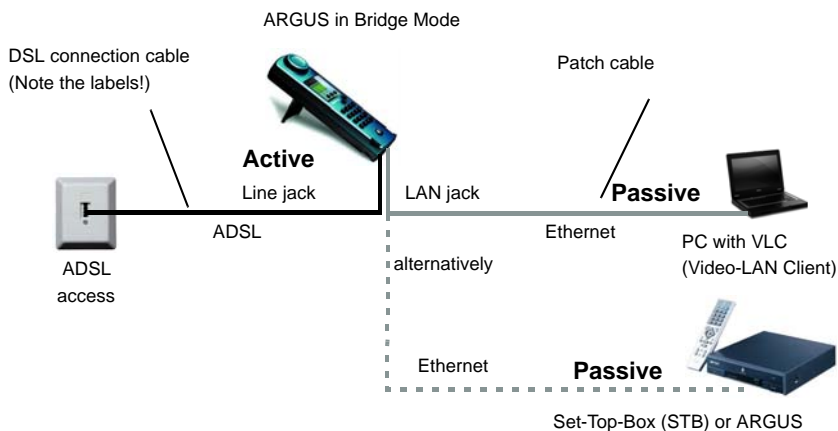 ARGUS in Bridge Mode
DSL connection cable
(Note the labels!)
Patch cable
Active
Line jack
LAN jack
Passive
ADSL
Ethernet
PC with VLC
(Video-LAN Client)
ADSL
access
alternatively
Ethernet
Passive
Set-Top-Box (STB) or ARGUS